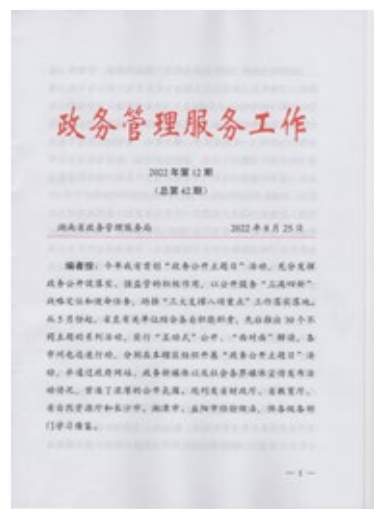 政务管理服务工作
2022年第12期
（总第42期）
湖南省政务管理服务局 2022年8月25日
编者按：今年我省首创“政务公开主题日”活动，充分发挥
政务公开促落实、强监管的积极作用，以公开服务“三高四新”
战略定位和使命任务，助推“三大支撑八项重点”工作落实落地。
从5月份起，省直有关单位结合各自职能职责，先后推出30个不
同主题的系列活动，实行“互动式”公开、“面对面”解读。各
市州也迅速行动，分别在本辖区组织开展“政务公开主题日”活
动，并通过政府网站、政务新媒体以及社会各界媒体宣传发布活
动情况，营造了浓厚的公开氛围。现刊发省财政厅、省教育厅、
省自然资源厅和长沙市、湘潭市、益阳市经验做法，供各级各部
门学习借鉴。
— 1 —